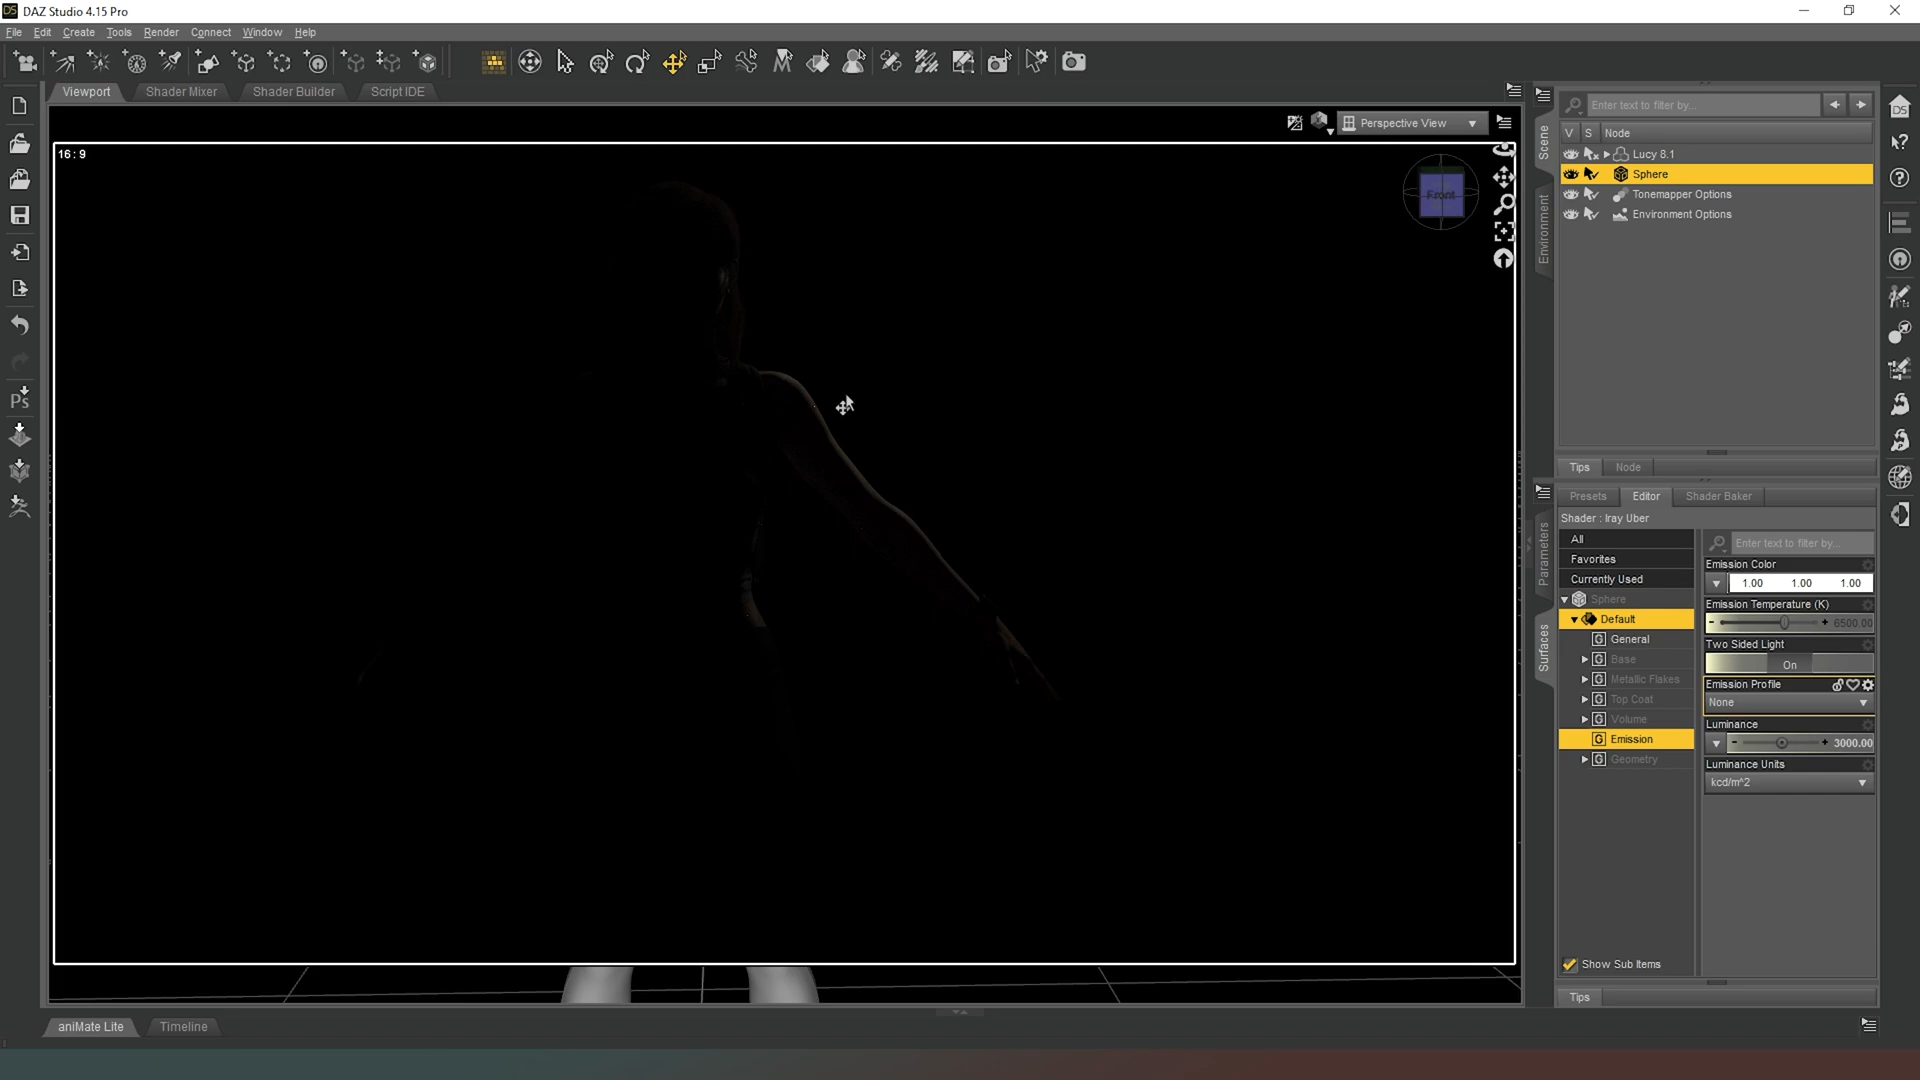 DAZ Studio 4.15 Pro
File Edit Create Tools Render Connect Window Help
Viewport Shader Mixer Shader Builder Script IDE
Perspective View
16 : 9
Front
Scene
Environment
Enter text to filter by...
V S Node
Lucy 8.1
Sphere
Tonemapper Options
Environment Options
Tips Node
Presets Editor Shader Baker
Parameters
Surfaces
Shader : Iray Uber
All
Favorites
Currently Used
Sphere
Default
General
Base
Metallic Flakes
Top Coat
Volume
Emission
Geometry
Show Sub Items
Enter text to filter by...
Emission Color
1.00 1.00 1.00
Emission Temperature (K)
6500.00
Two Sided Light
On
Emission Profile
None
Luminance
3000.00
Luminance Units
kcd/m^2
Tips
aniMate Lite Timeline
DS
Ps